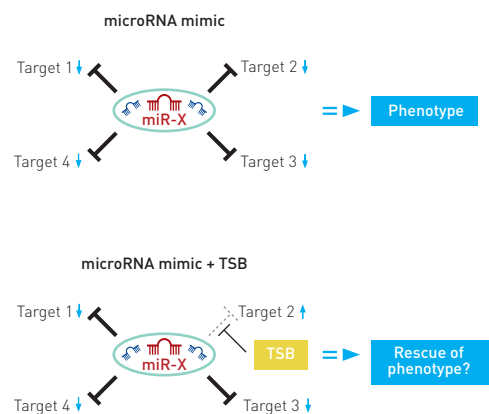 microRNA mimic
Target 1
Target 2
miR-X
= Phenotype
Target 4
Target 3
microRNA mimic + TSB
Target 1
Target 2
miR-X
TSB
= Rescue of
phenotype?
Target 4
Target 3